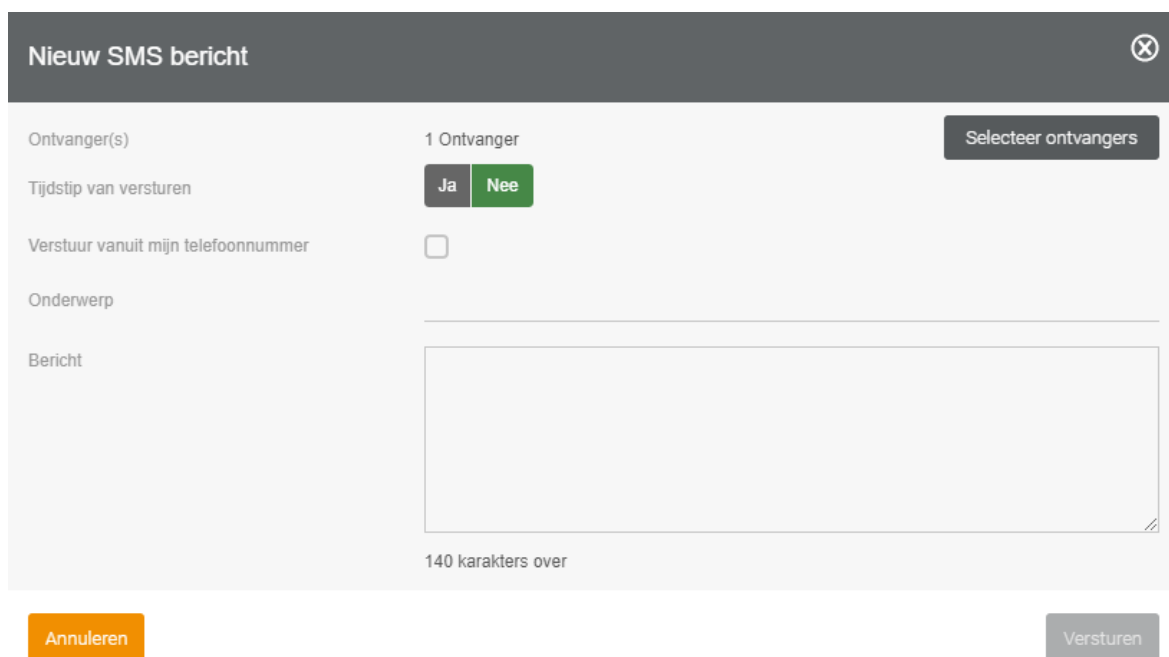 Nieuw SMS bericht
Ontvanger(s) 1 Ontvanger Selecteer ontvangers
Tijdstip van versturen Ja Nee
Verstuur vanuit mijn telefoonnummer
Onderwerp
Bericht
140 karakters over
Annuleren Versturen